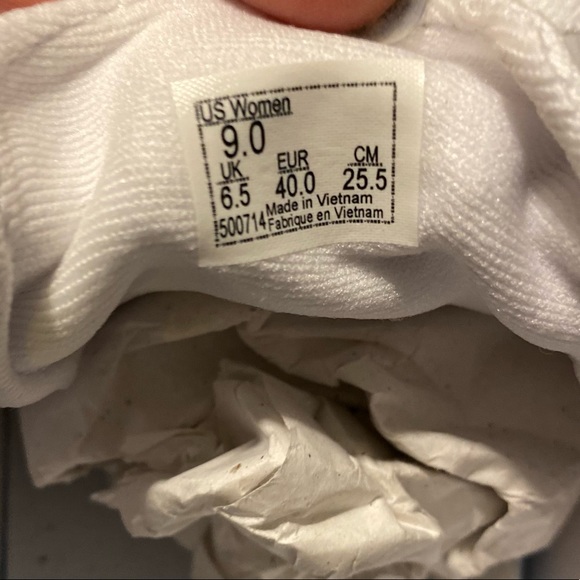 US Women
9.0
UK EUR CM
6.5 40.0 25.5
Made in Vietnam
500714 Fabrique en Vietnam